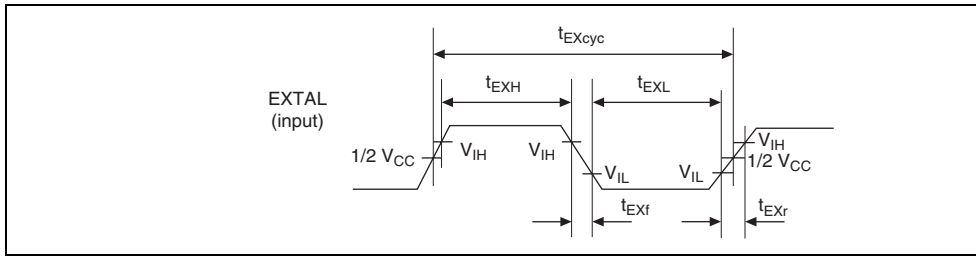 tEXcyc
tEXH
tEXL
EXTAL
(input)
1/2 VCC
VIH
VIH
VIL
VIL
VIH
1/2 VCC
tEXf
tEXr